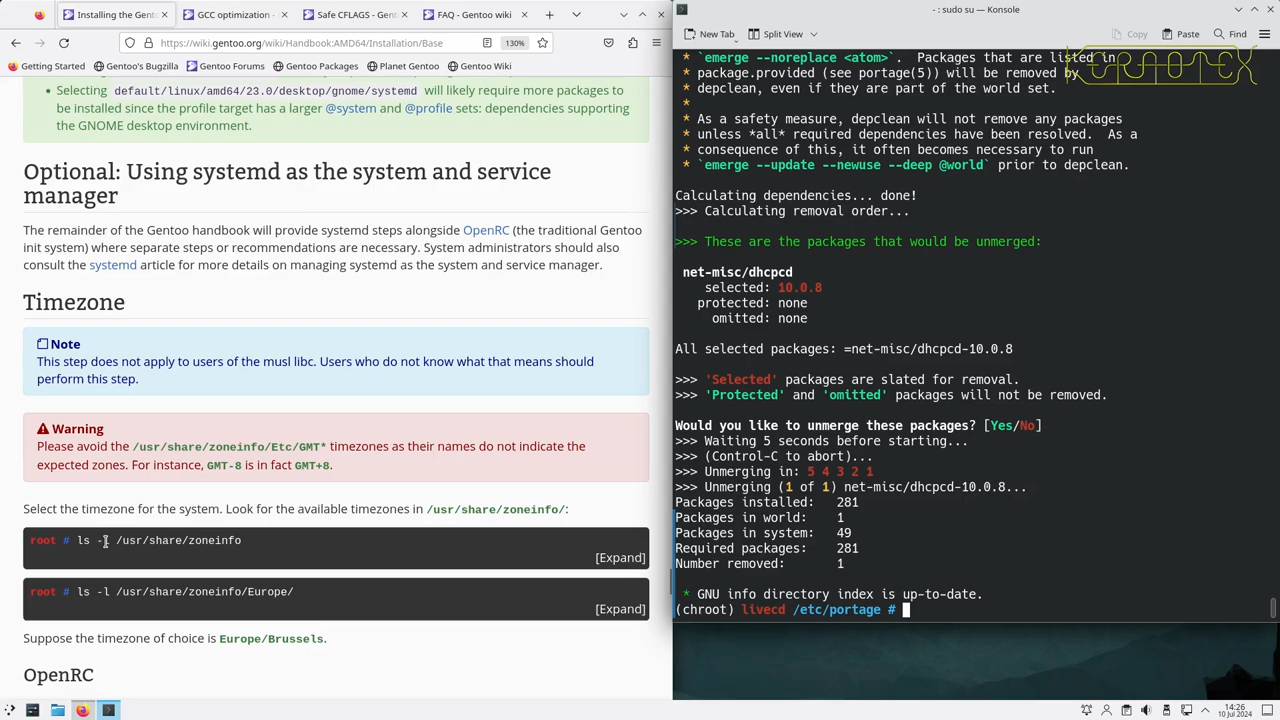 Installing the Gent
GCC optimization -
Safe CFLAGS - Gent
FAQ - Gentoo wiki
https://wiki.gentoo.org/wiki/Handbook:AMD64/Installation/Base
130%
Getting Started
Gentoo's Bugzilla
Gentoo Forums
Gentoo Packages
Planet Gentoo
Gentoo Wiki
Selecting default/linux/amd64/23.0/desktop/gnome/systemd will likely require more packages to
be installed since the profile target has a larger @system and @profile sets: dependencies supporting
the GNOME desktop environment.
Optional: Using systemd as the system and service
manager
The remainder of the Gentoo handbook will provide systemd steps alongside OpenRC (the traditional Gentoo
init system) where separate steps or recommendations are necessary. System administrators should also
consult the systemd article for more details on managing systemd as the system and service manager.
Timezone
Note
This step does not apply to users of the musl libc. Users who do not know what that means should
perform this step.
Warning
Please avoid the /usr/share/zoneinfo/Etc/GMT* timezones as their names do not indicate the
expected zones. For instance, GMT-8 is in fact GMT+8.
Select the timezone for the system. Look for the available timezones in /usr/share/zoneinfo/:
root # ls -l /usr/share/zoneinfo
[Expand]
root # ls -l /usr/share/zoneinfo/Europe/
[Expand]
Suppose the timezone of choice is Europe/Brussels.
OpenRC
- : sudo su — Konsole
New Tab
Split View
Copy
Paste
Find
* `emerge --noreplace <atom>`.  Packages that are listed in
* package.provided (see portage(5)) will be removed by
* depclean, even if they are part of the world set.
*
* As a safety measure, depclean will not remove any packages
* unless *all* required dependencies have been resolved.  As a
* consequence of this, it often becomes necessary to run
* `emerge --update --newuse --deep @world` prior to depclean.
Calculating dependencies... done!
>>> Calculating removal order...
>>> These are the packages that would be unmerged:
net-misc/dhcpcd
selected: 10.0.8
protected: none
omitted: none
All selected packages: =net-misc/dhcpcd-10.0.8
>>> 'Selected' packages are slated for removal.
>>> 'Protected' and 'omitted' packages will not be removed.
Would you like to unmerge these packages? [Yes/No]
>>> Waiting 5 seconds before starting...
>>> (Control-C to abort)...
>>> Unmerging in: 5 4 3 2 1
>>> Unmerging (1 of 1) net-misc/dhcpcd-10.0.8...
Packages installed:   281
Packages in world:    1
Packages in system:   49
Required packages:    281
Number removed:       1
* GNU info directory index is up-to-date.
(chroot) livecd /etc/portage #
14:26
10 Jul 2024